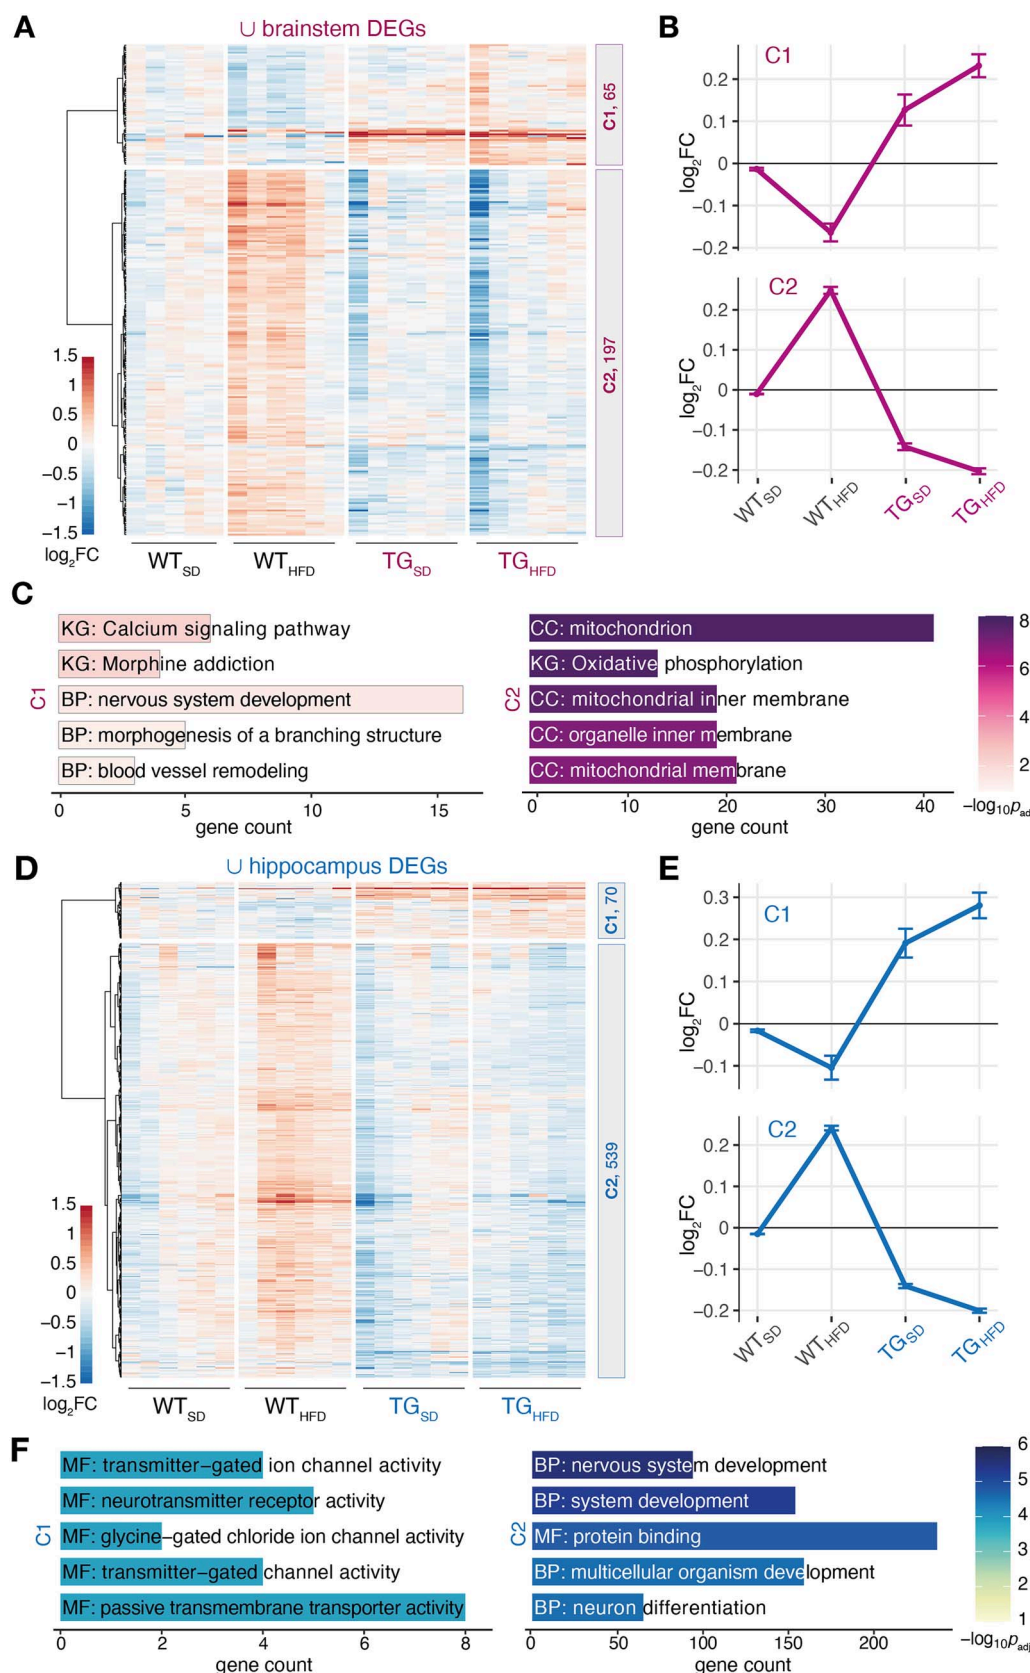 A
∪ brainstem DEGs
C1, 65
C2, 197
1.5
1
0.5
0
−0.5
−1
−1.5
log2FC
WTSD
WTHFD
TGSD
TGHFD
B
C1
log2FC
0.2
0.1
0
−0.1
−0.2
C2
log2FC
0.2
0.1
0
−0.1
−0.2
WTSD
WTHFD
TGSD
TGHFD
C
C1
KG: Calcium signaling pathway
KG: Morphine addiction
BP: nervous system development
BP: morphogenesis of a branching structure
BP: blood vessel remodeling
0 5 10 15
gene count
C2
CC: mitochondrion
KG: Oxidative phosphorylation
CC: mitochondrial inner membrane
CC: organelle inner membrane
CC: mitochondrial membrane
0 10 20 30 40
gene count
8
6
4
2
−log10padj
D
∪ hippocampus DEGs
C1, 70
C2, 539
1.5
1
0.5
0
−0.5
−1
−1.5
log2FC
WTSD
WTHFD
TGSD
TGHFD
E
C1
log2FC
0.3
0.2
0.1
0
−0.1
C2
log2FC
0.2
0.1
0
−0.1
−0.2
WTSD
WTHFD
TGSD
TGHFD
F
C1
MF: transmitter−gated ion channel activity
MF: neurotransmitter receptor activity
MF: glycine−gated chloride ion channel activity
MF: transmitter−gated channel activity
MF: passive transmembrane transporter activity
0 2 4 6 8
gene count
C2
BP: nervous system development
BP: system development
MF: protein binding
BP: multicellular organism development
BP: neuron differentiation
0 50 100 150 200
gene count
6
5
4
3
2
1
−log10padj